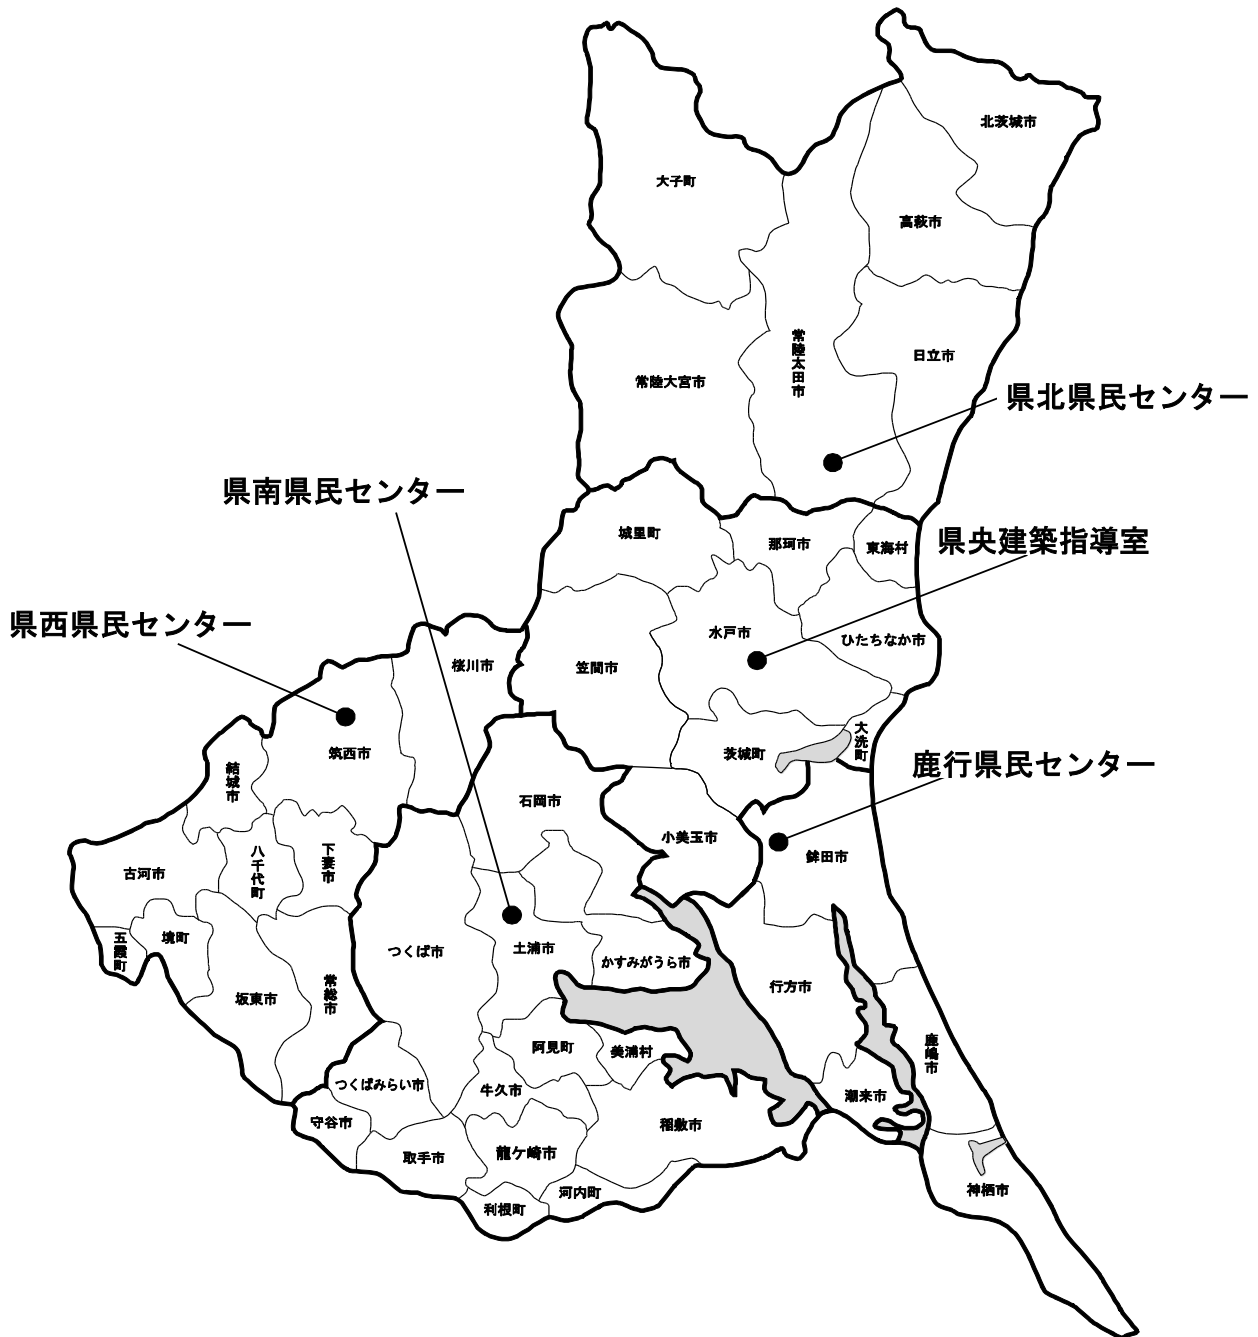 北茨城市
大子町
高萩市
常陸太田市
日立市
常陸大宮市
県北県民センター
県南県民センター
城里町
那珂市
東海村
県央建築指導室
県西県民センター
水戸市
ひたちなか市
桜川市
笠間市
大洗町
茨城町
筑西市
鹿行県民センター
結城市
石岡市
小美玉市
鉾田市
下妻市
八千代町
古河市
境町
五霞町
つくば市
土浦市
かすみがうら市
行方市
坂東市
常総市
阿見町
美浦村
鹿嶋市
つくばみらい市
牛久市
潮来市
守谷市
稲敷市
取手市
龍ケ崎市
河内町
神栖市
利根町